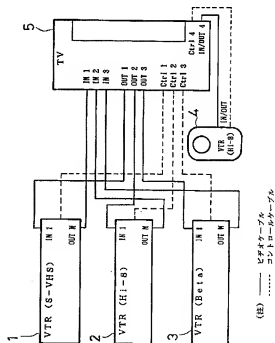 5
TV
IN 1
IN 2
IN 3
OUT 1
OUT 2
OUT 3
Ctrl 1
Ctrl 2
Ctrl 3
Ctrl 4
IN/OUT 4
IN/OUT
4
VTR
(Hi-8)
1
VTR (S-VHS)
IN 1
OUT M
2
VTR (Hi-8)
IN 1
OUT M
3
VTR (Beta)
IN 1
OUT M
(注) ─── ビデオケーブル
------ コントロールケーブル